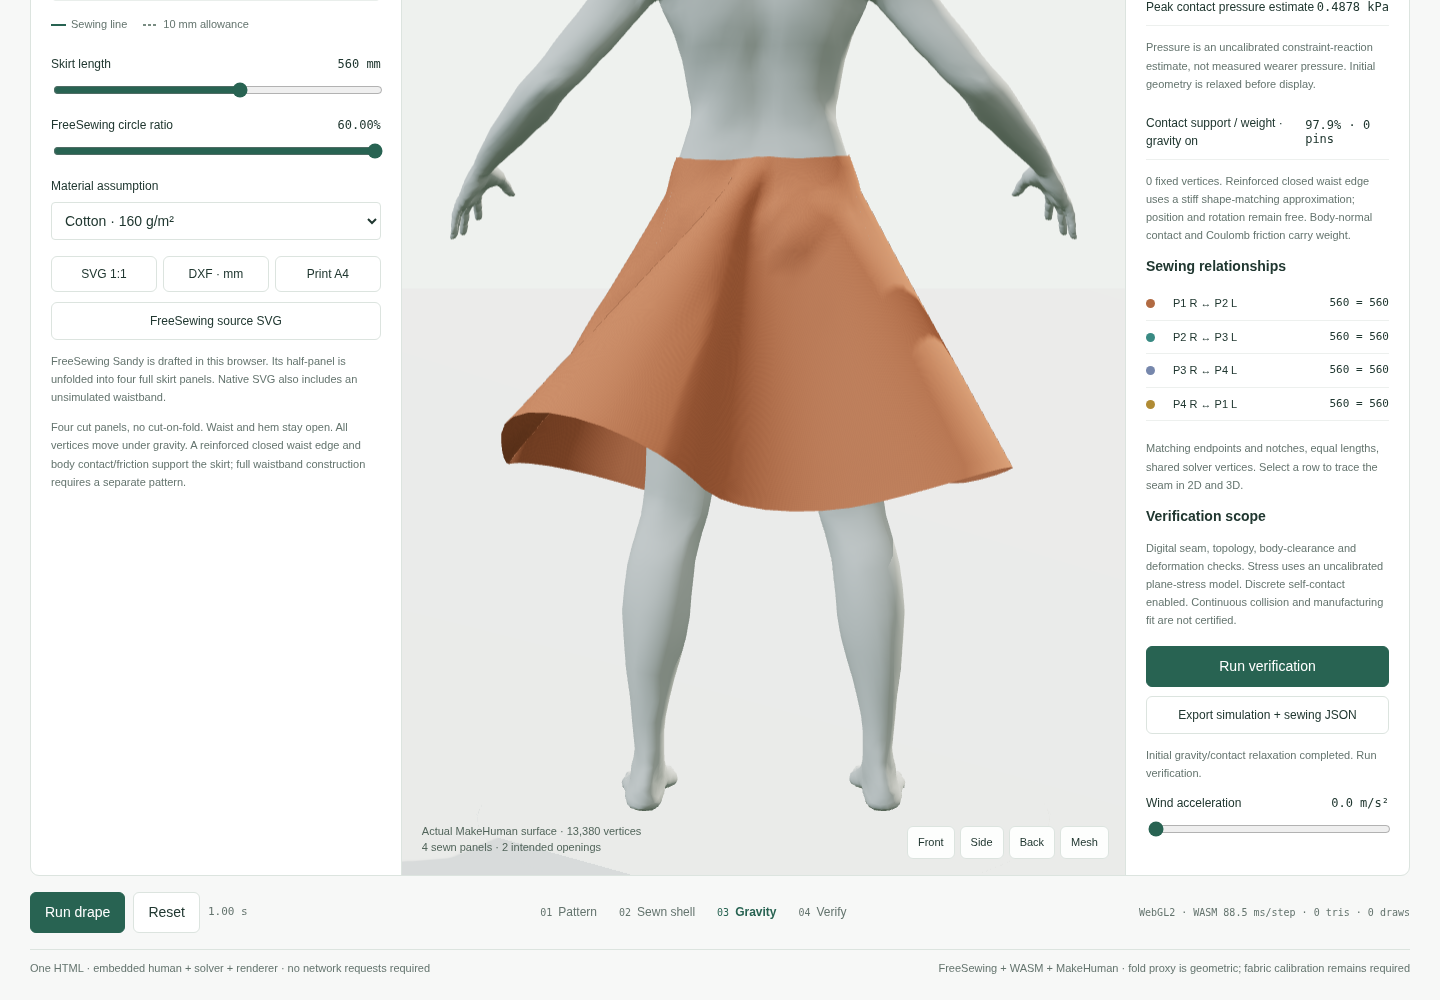 Sewing line 10 mm allowance
Skirt length 560 mm
FreeSewing circle ratio 60.00%
Material assumption
Cotton · 160 g/m²
SVG 1:1 DXF · mm Print A4
FreeSewing source SVG
FreeSewing Sandy is drafted in this browser. Its half-panel is
unfolded into four full skirt panels. Native SVG also includes an
unsimulated waistband.
Four cut panels, no cut-on-fold. Waist and hem stay open. All
vertices move under gravity. A reinforced closed waist edge and
body contact/friction support the skirt; full waistband construction
requires a separate pattern.
Actual MakeHuman surface · 13,380 vertices
4 sewn panels · 2 intended openings
Front Side Back Mesh
Peak contact pressure estimate 0.4878 kPa
Pressure is an uncalibrated constraint-reaction
estimate, not measured wearer pressure. Initial
geometry is relaxed before display.
Contact support / weight · 97.9% · 0
gravity on pins
0 fixed vertices. Reinforced closed waist edge
uses a stiff shape-matching approximation;
position and rotation remain free. Body-normal
contact and Coulomb friction carry weight.
Sewing relationships
P1 R ↔ P2 L 560 = 560
P2 R ↔ P3 L 560 = 560
P3 R ↔ P4 L 560 = 560
P4 R ↔ P1 L 560 = 560
Matching endpoints and notches, equal lengths,
shared solver vertices. Select a row to trace the
seam in 2D and 3D.
Verification scope
Digital seam, topology, body-clearance and
deformation checks. Stress uses an uncalibrated
plane-stress model. Discrete self-contact
enabled. Continuous collision and manufacturing
fit are not certified.
Run verification
Export simulation + sewing JSON
Initial gravity/contact relaxation completed. Run
verification.
Wind acceleration 0.0 m/s²
Run drape Reset 1.00 s
01 Pattern 02 Sewn shell 03 Gravity 04 Verify
WebGL2 · WASM 88.5 ms/step · 0 tris · 0 draws
One HTML · embedded human + solver + renderer · no network requests required
FreeSewing + WASM + MakeHuman · fold proxy is geometric; fabric calibration remains required